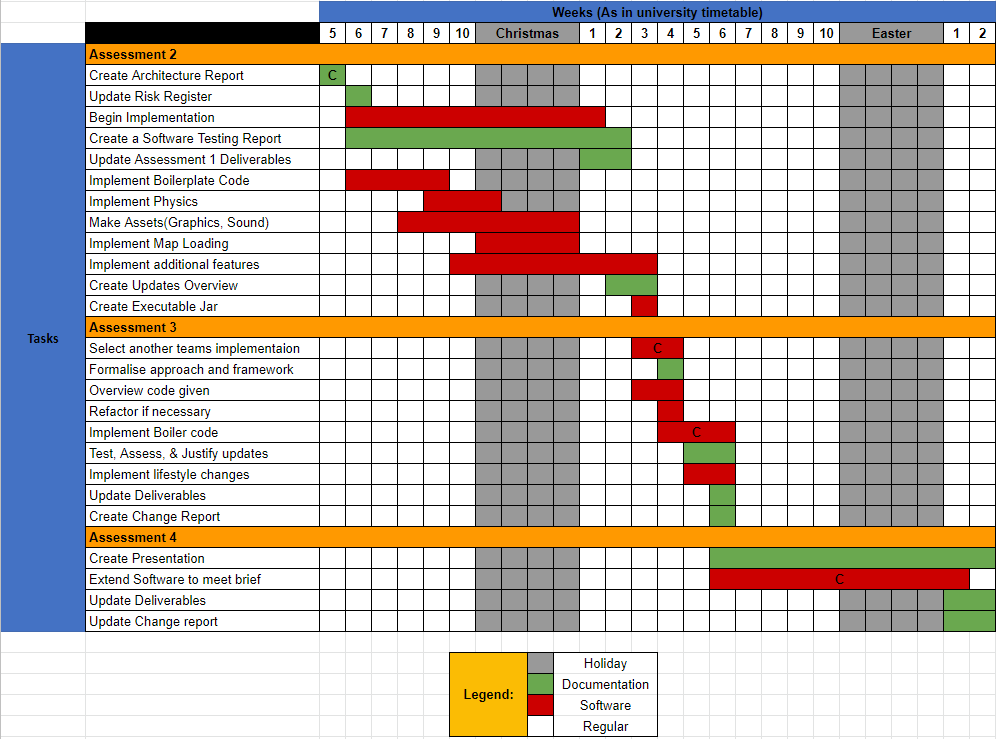 Weeks (As in university timetable)
5 6 7 8 9 10 Christmas 1 2 3 4 5 6 7 8 9 10 Easter 1 2
Tasks
Assessment 2
Create Architecture Report C
Update Risk Register
Begin Implementation
Create a Software Testing Report
Update Assessment 1 Deliverables
Implement Boilerplate Code
Implement Physics
Make Assets(Graphics, Sound)
Implement Map Loading
Implement additional features
Create Updates Overview
Create Executable Jar
Assessment 3
Select another teams implementaion C
Formalise approach and framework
Overview code given
Refactor if necessary
Implement Boiler code C
Test, Assess, & Justify updates
Implement lifestyle changes
Update Deliverables
Create Change Report
Assessment 4
Create Presentation
Extend Software to meet brief C
Update Deliverables
Update Change report
Legend:
Holiday
Documentation
Software
Regular